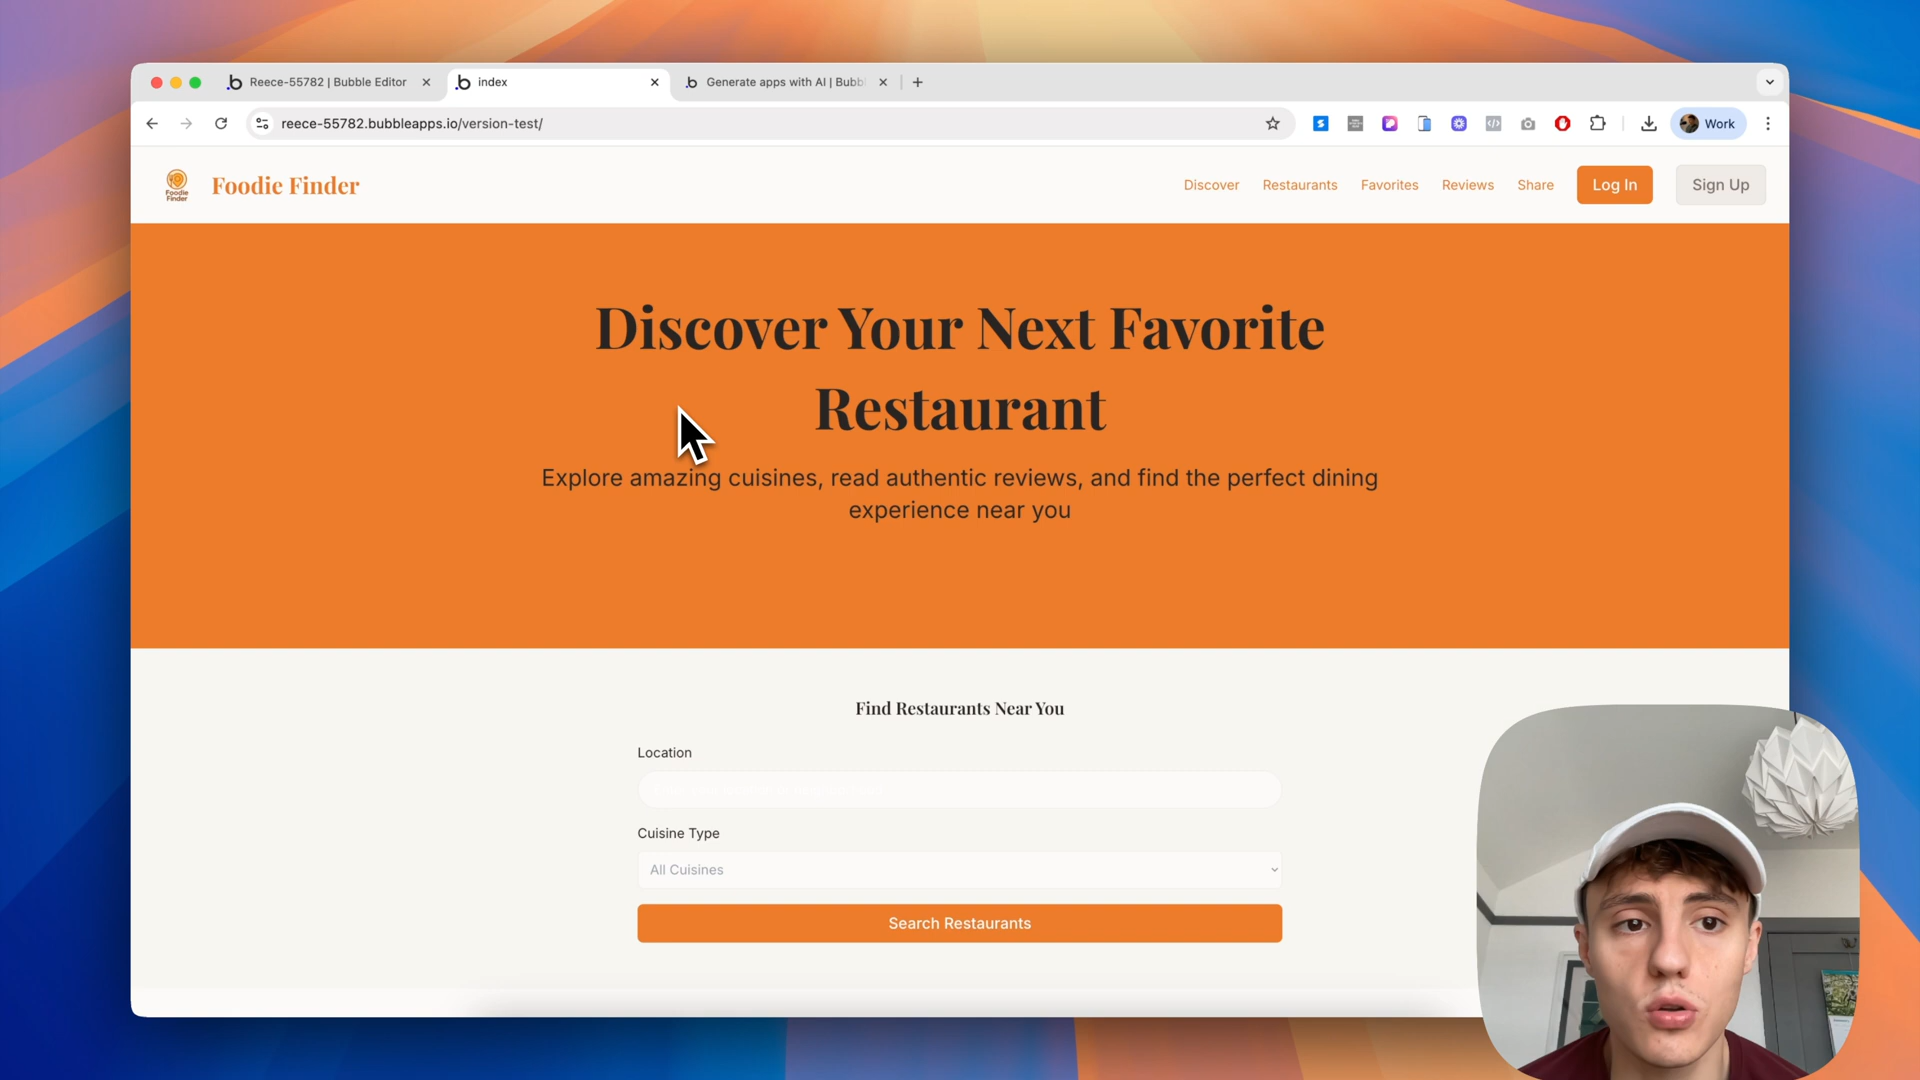 Reece-55782 | Bubble Editor
index
Generate apps with AI | Bubb
reece-55782.bubbleapps.io/version-test/
Work
Foodie
Finder
Foodie Finder
Discover
Restaurants
Favorites
Reviews
Share
Log In
Sign Up
Discover Your Next Favorite
Restaurant
Explore amazing cuisines, read authentic reviews, and find the perfect dining
experience near you
Find Restaurants Near You
Location
Cuisine Type
All Cuisines
Search Restaurants